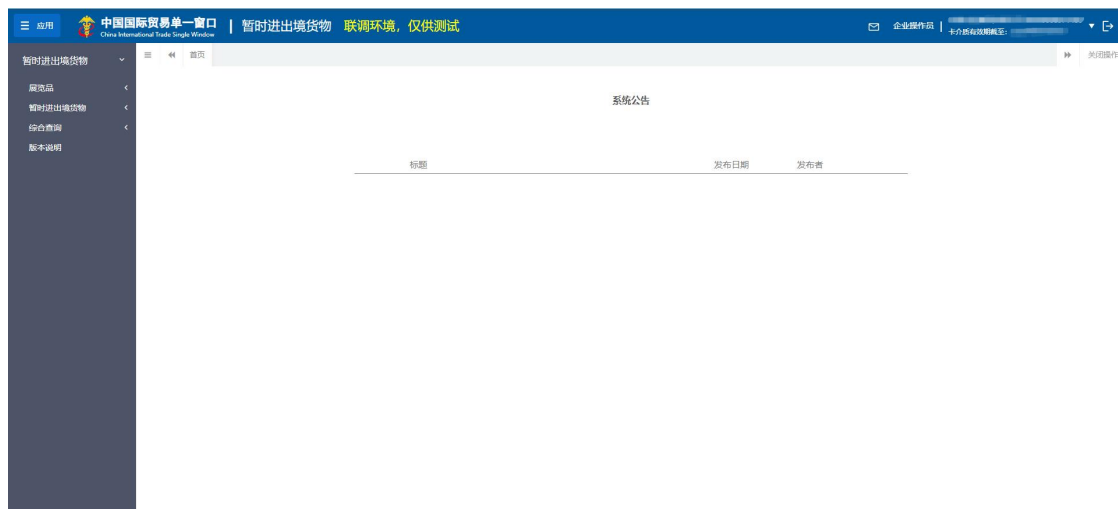 应用
中国国际贸易单一窗口
China International Trade Single Window
暂时进出境货物
联调环境，仅供测试
企业操作员
卡介质有效期截至：
暂时进出境货物
首页
关闭操作
展览品
暂时进出境货物
综合查询
版本说明
系统公告
标题 发布日期 发布者